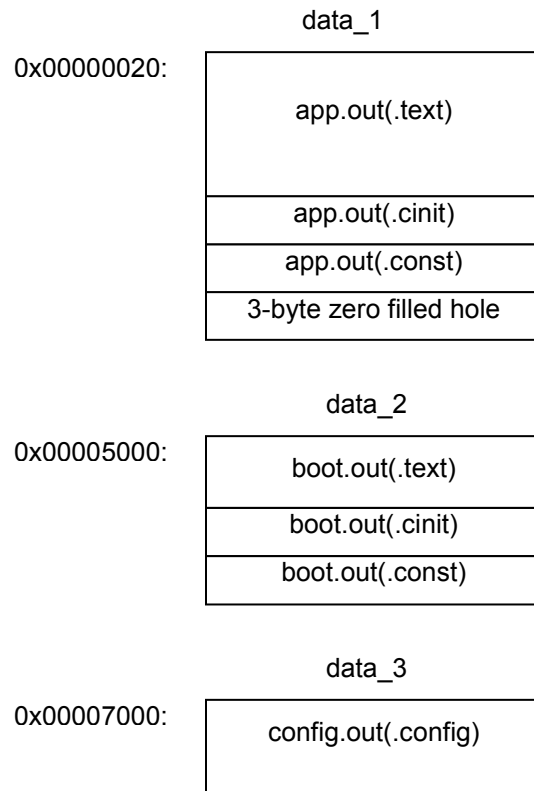 data_1
0x00000020:
app.out(.text)
app.out(.cinit)
app.out(.const)
3-byte zero filled hole
data_2
0x00005000:
boot.out(.text)
boot.out(.cinit)
boot.out(.const)
data_3
0x00007000:
config.out(.config)